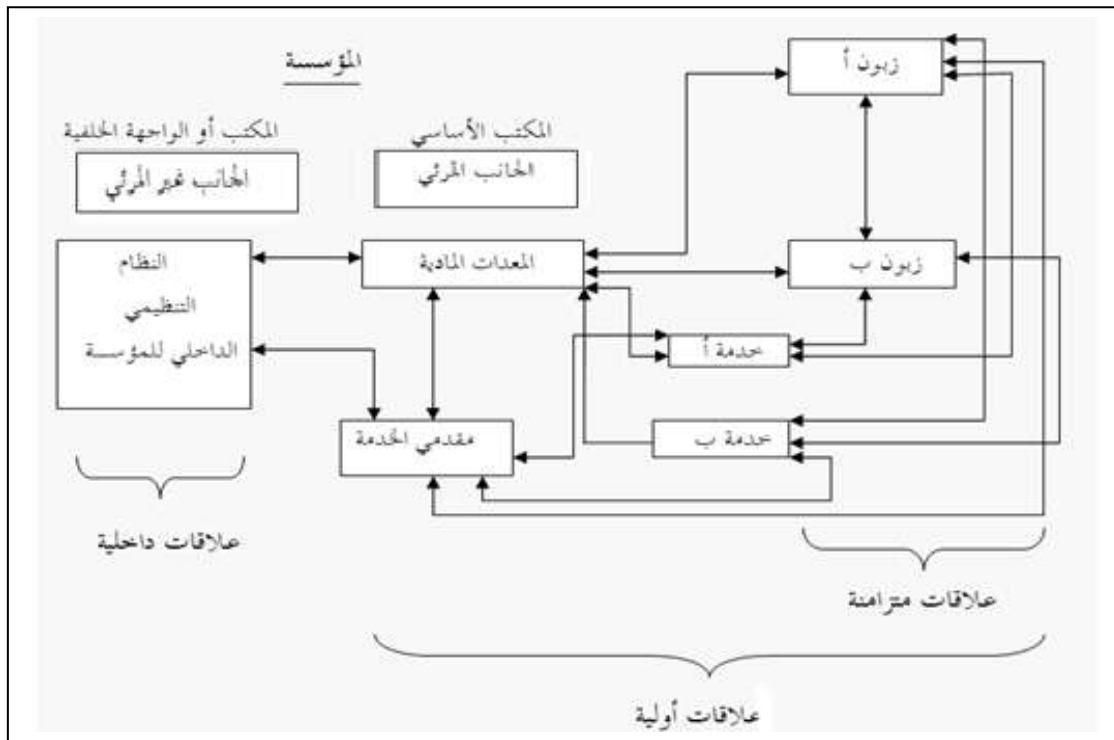 المؤسسة
زبون أ
المكتب الأساسي
المكتب أو الواجهة الخلفية
الجانب المرئي
الجانب غير المرئي
زبون ب
المعدات المادية
النظام
التنظيمي
الداخلي للمؤسسة
خدمة أ
خدمة ب
مقدمي الخدمة
علاقات داخلية
علاقات متزامنة
علاقات أولية